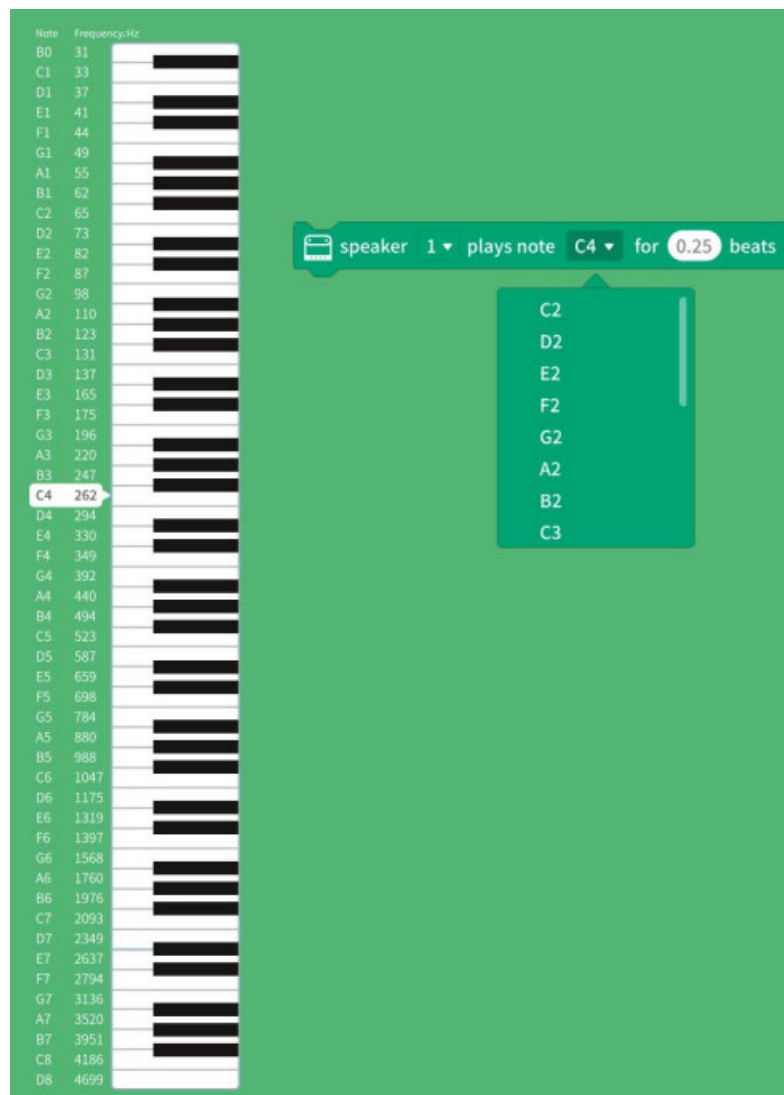 Note Frequency:Hz
B0 31
C1 33
D1 37
E1 41
F1 44
G1 49
A1 55
B1 62
C2 65
D2 73
E2 82
F2 87
G2 98
A2 110
B2 123
C3 131
D3 137
E3 165
F3 175
G3 196
A3 220
B3 247
C4 262
D4 294
E4 330
F4 349
G4 392
A4 440
B4 494
C5 523
D5 587
E5 659
F5 698
G5 784
A5 880
B5 988
C6 1047
D6 1175
E6 1319
F6 1397
G6 1568
A6 1760
B6 1976
C7 2093
D7 2349
E7 2637
F7 2794
G7 3136
A7 3520
B7 3951
C8 4186
D8 4699
speaker 1 plays note C4 for 0.25 beats
C2
D2
E2
F2
G2
A2
B2
C3